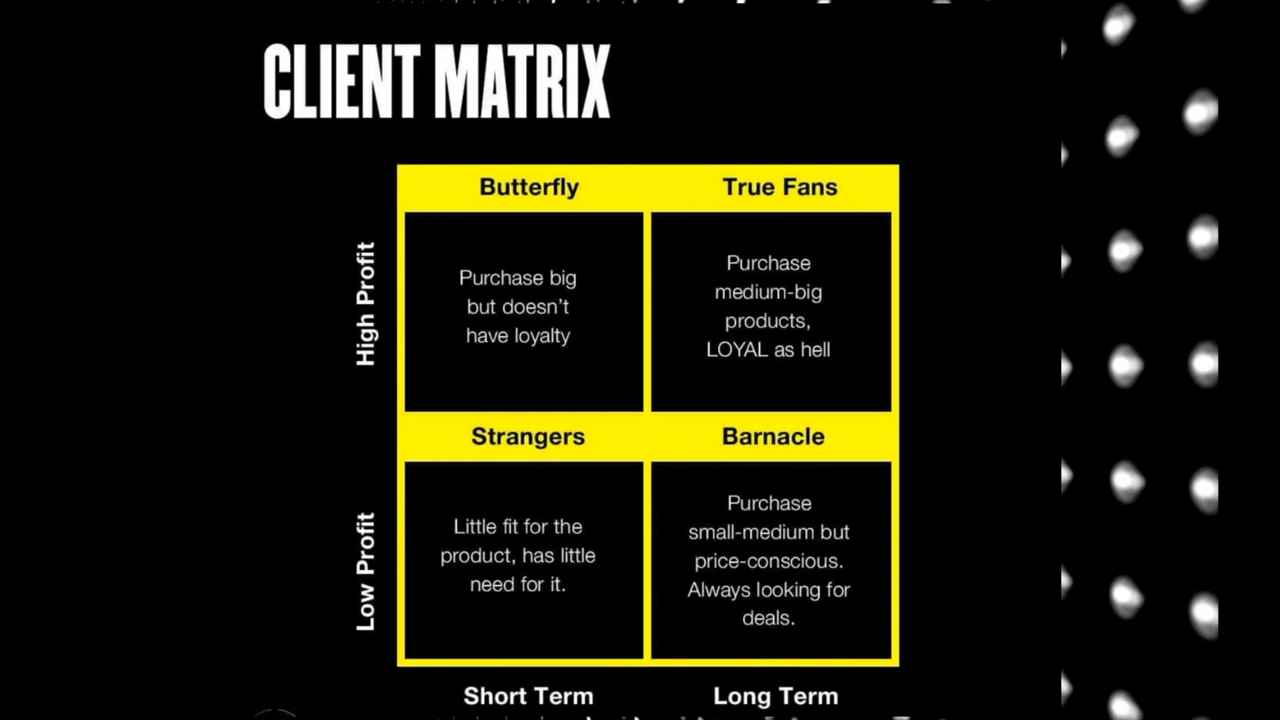 CLIENT MATRIX
Butterfly
True Fans
High Profit
Purchase big
but doesn't
have loyalty
Purchase
medium-big
products,
LOYAL as hell
Strangers
Barnacle
Low Profit
Little fit for the
product, has little
need for it.
Purchase
small-medium but
price-conscious.
Always looking for
deals.
Short Term
Long Term